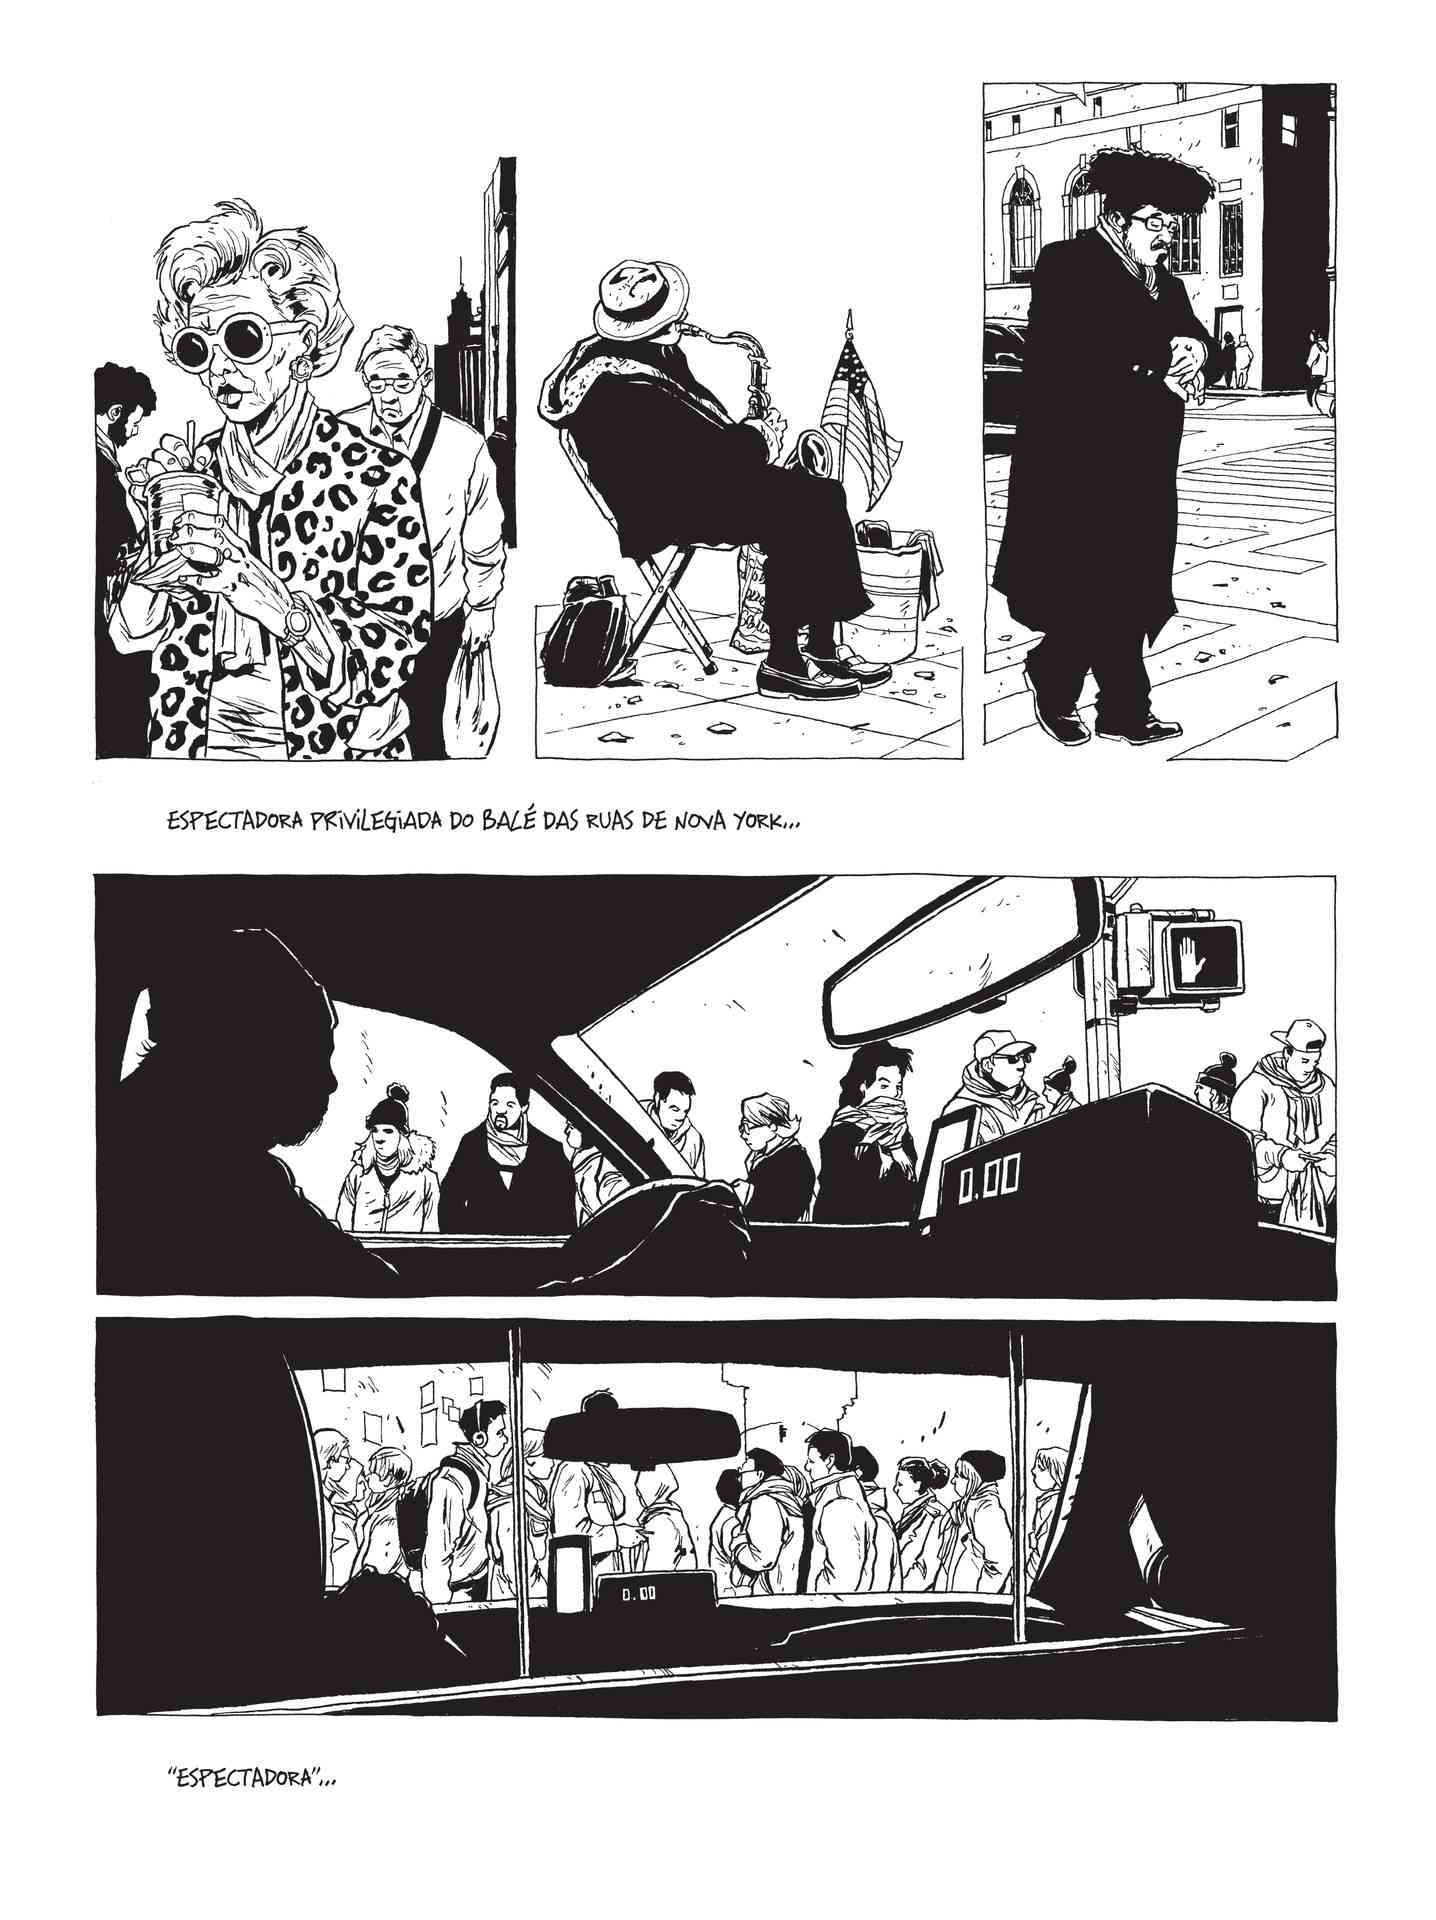 ESPECTADORA PRIVILEGIADA DO BALÉ DAS RUAS DE NOVA YORK...
0.00
0.00
"ESPECTADORA"...